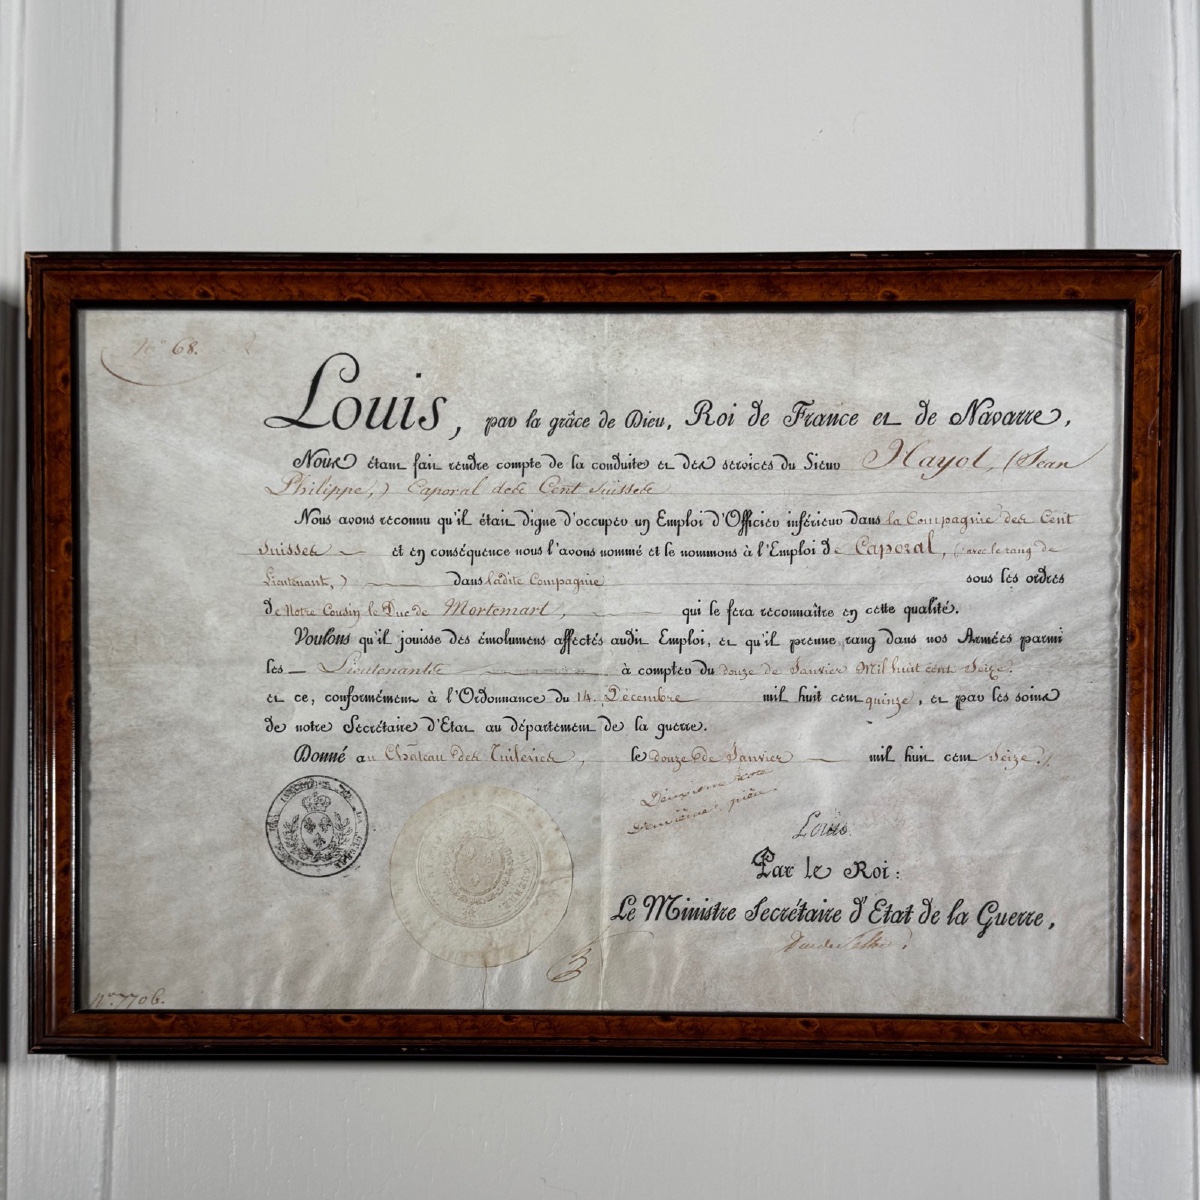 N.º 68.
Louis, par la grâce de Dieu, Roi de France et de Navarre,
Nous étant fait rendre compte de la conduite et des services du Sieur Hayot, (Jean
Philippe,) Caporal des Cent Suisses
Nous avons reconnu qu'il était digne d'occuper un Emploi d'Officier inférieur dans la Compagnie des Cent
Suisses et en conséquence nous l'avons nommé et le nommons à l'Emploi de Caporal, (avec le rang de
Lieutenant,) dans ladite Compagnie sous les ordres
de Notre Cousin le Duc de Mortemart, qui le fera reconnaître en cette qualité.
Voulons qu'il jouisse des émolumens affectés audit Emploi, et qu'il prenne rang dans nos Armées parmi
les Lieutenants à compter du douze de Janvier Mil huit cent Seize.
et ce, conformément à l'Ordonnance du 14. Décembre mil huit cent quinze, et par les soins
de notre Secrétaire d'Etat au département de la guerre.
Donné au Château des Tuileries, le douze de Janvier mil huit cent Seize.
Louis
Par le Roi:
Le Ministre Secrétaire d'Etat de la Guerre,
N.º 7706.